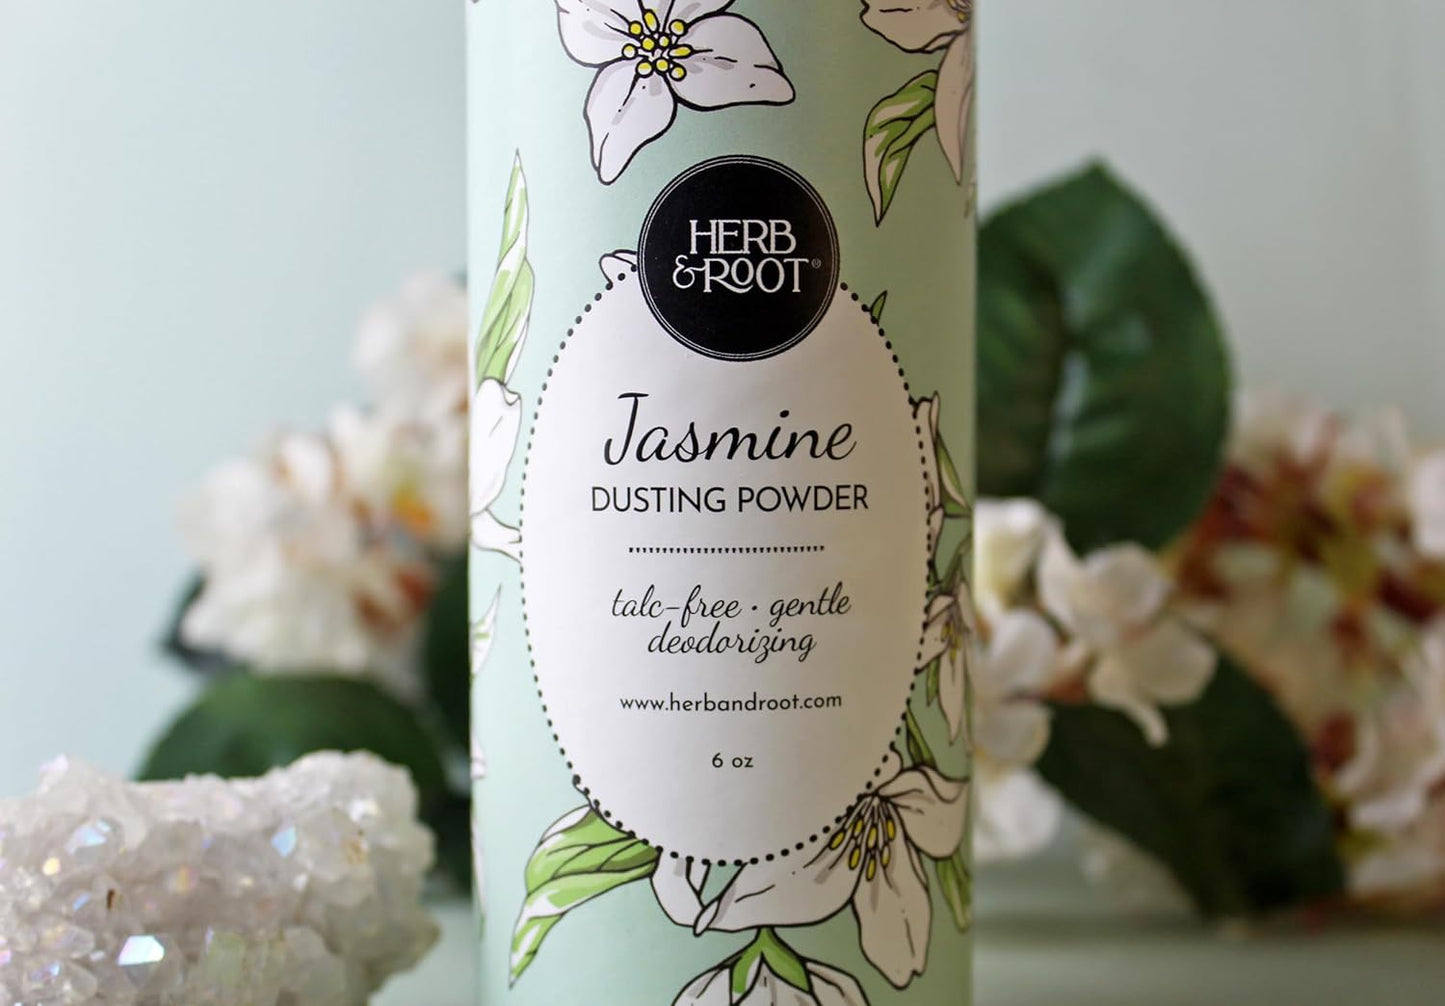 HERB
&ROOT®
Jasmine
DUSTING POWDER
talc-free • gentle
deodorizing
www.herbandroot.com
6 oz